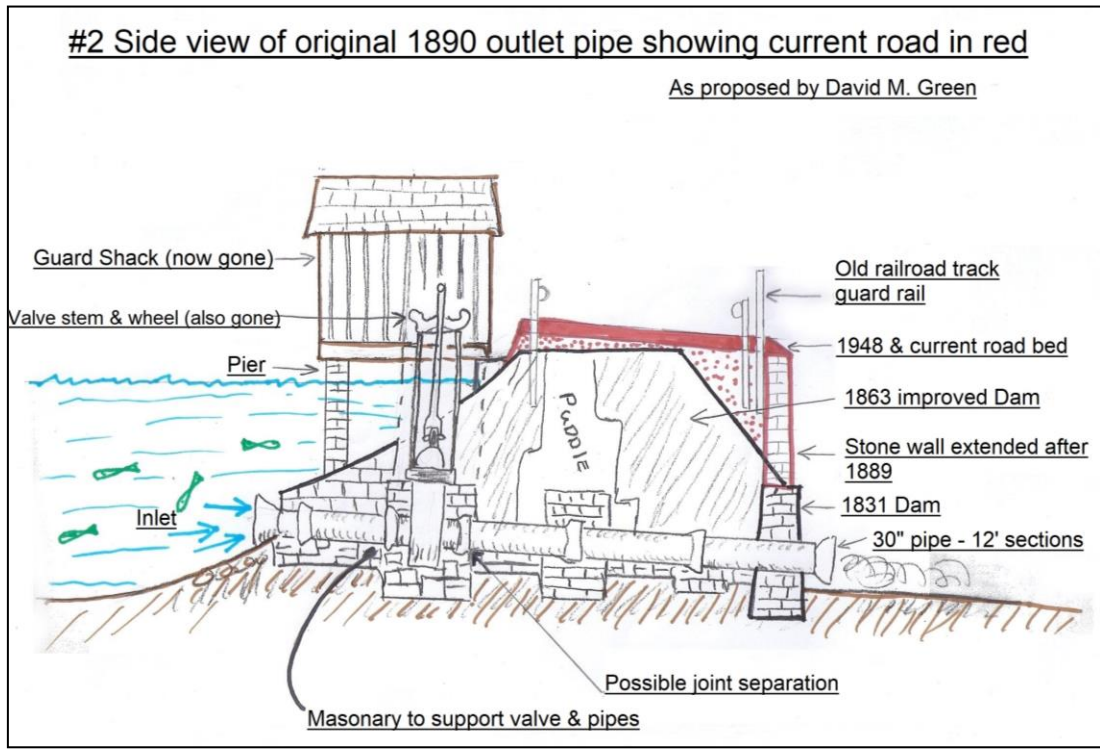 #2 Side view of original 1890 outlet pipe showing current road in red
As proposed by David M. Green
Guard Shack (now gone)
Valve stem & wheel (also gone)
Pier
Inlet
PUDDLE
Old railroad track
guard rail
1948 & current road bed
1863 improved Dam
Stone wall extended after
1889
1831 Dam
30" pipe - 12' sections
Possible joint separation
Masonary to support valve & pipes